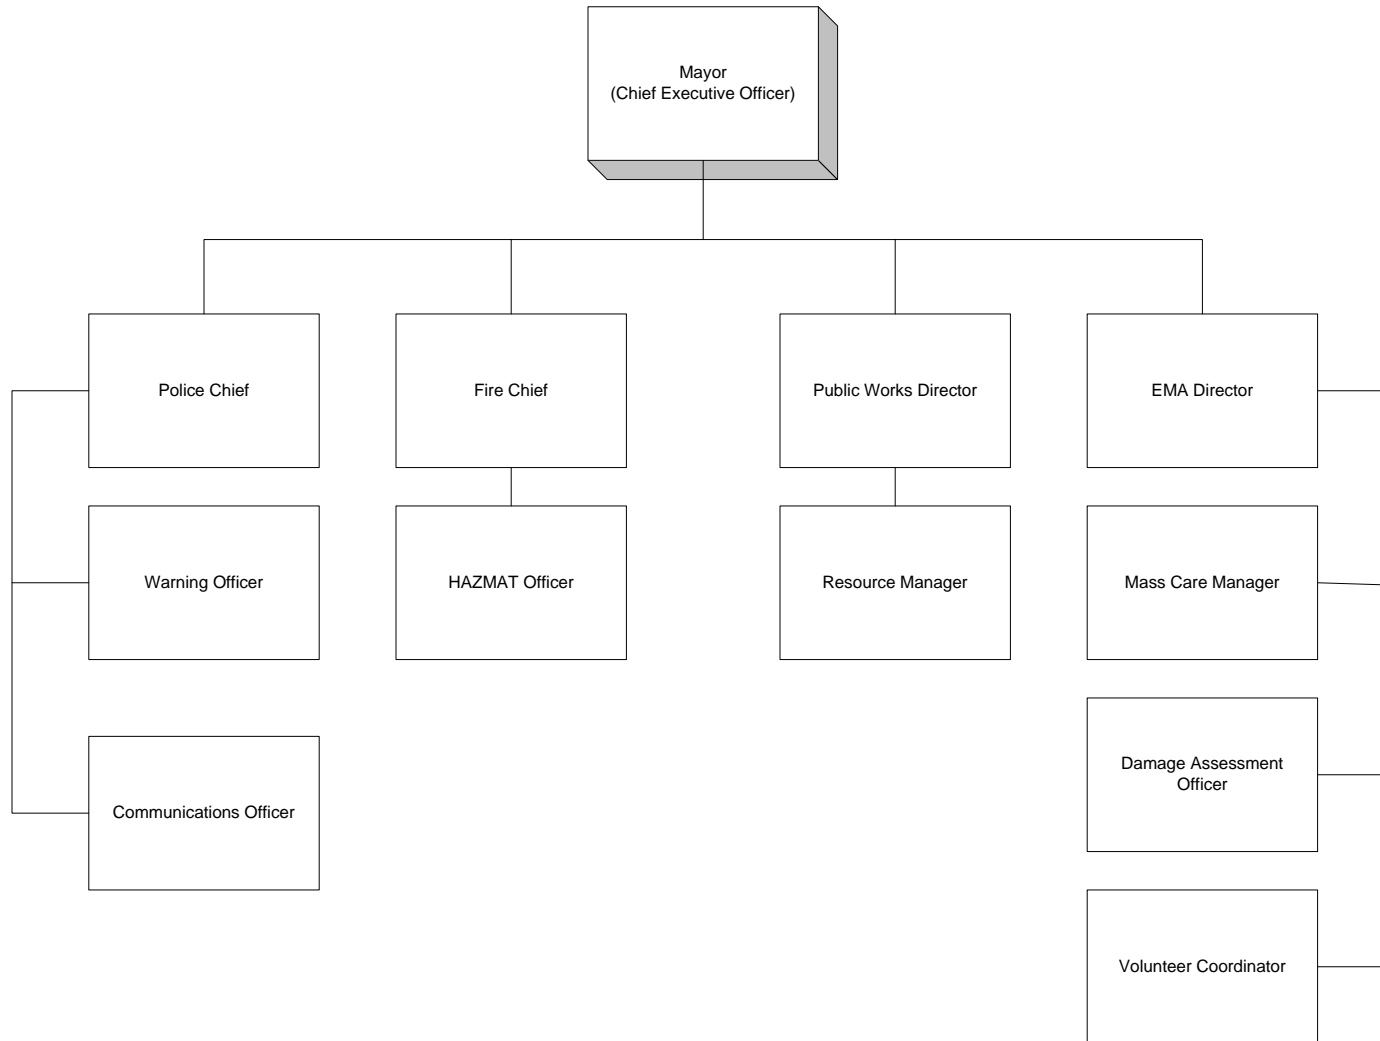 Mayor
(Chief Executive Officer)
Police Chief
Fire Chief
Public Works Director
EMA Director
Warning Officer
HAZMAT Officer
Resource Manager
Mass Care Manager
Communications Officer
Damage Assessment
Officer
Volunteer Coordinator